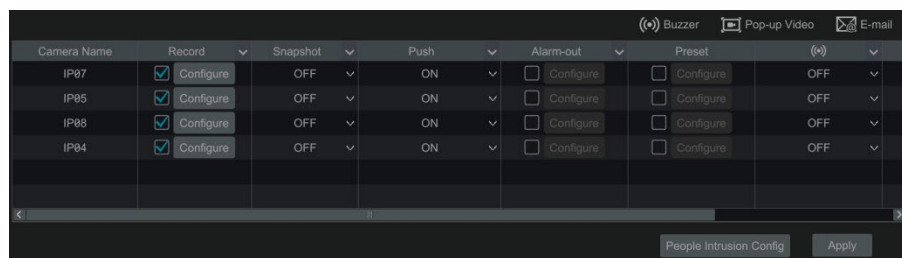 Buzzer Pop-up Video E-mail
Camera Name Record Snapshot Push Alarm-out Preset
IP07 Configure OFF ON Configure Configure OFF
IP05 Configure OFF ON Configure Configure OFF
IP08 Configure OFF ON Configure Configure OFF
IP04 Configure OFF ON Configure Configure OFF
People Intrusion Config Apply